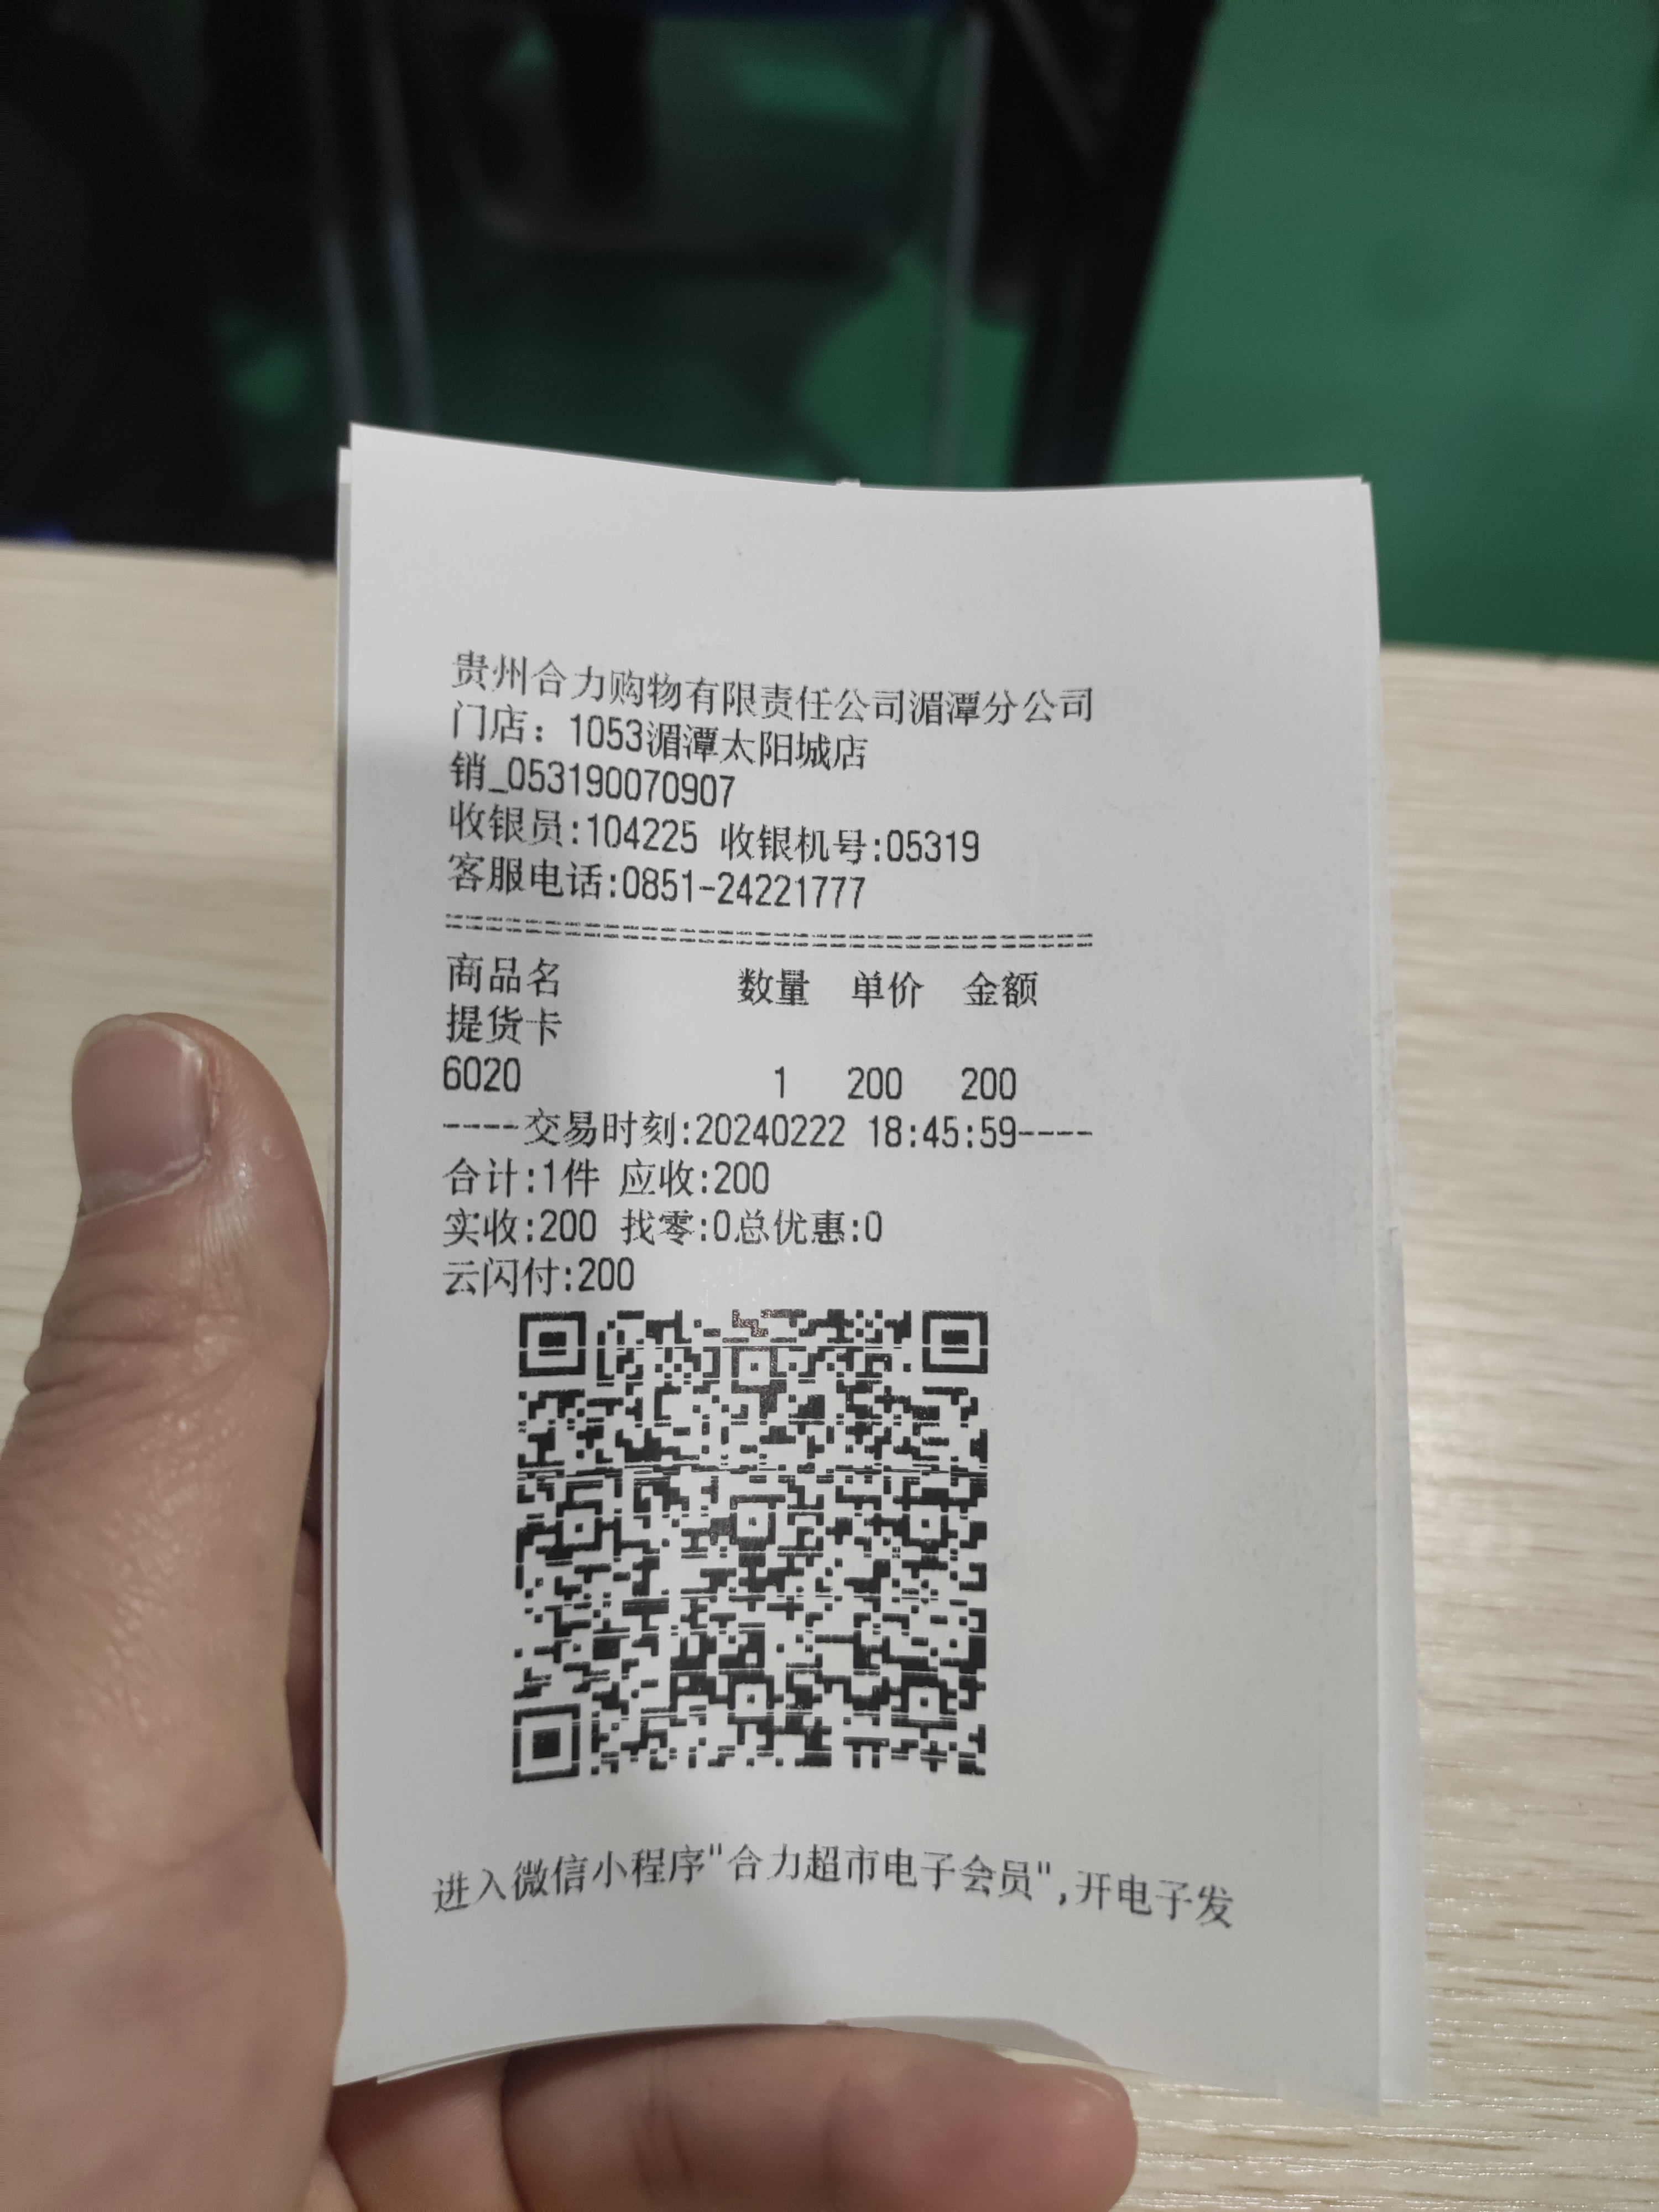 贵州合力购物有限责任公司湄潭分公司
门店：1053湄潭太阳城店
销_053190070907
收银员:104225 收银机号:05319
客服电话:0851-24221777
商品名 数量 单价 金额
提货卡
6020 1 200 200
----交易时刻:20240222 18:45:59----
合计:1件 应收:200
实收:200 找零:0总优惠:0
云闪付:200
进入微信小程序"合力超市电子会员",开电子发